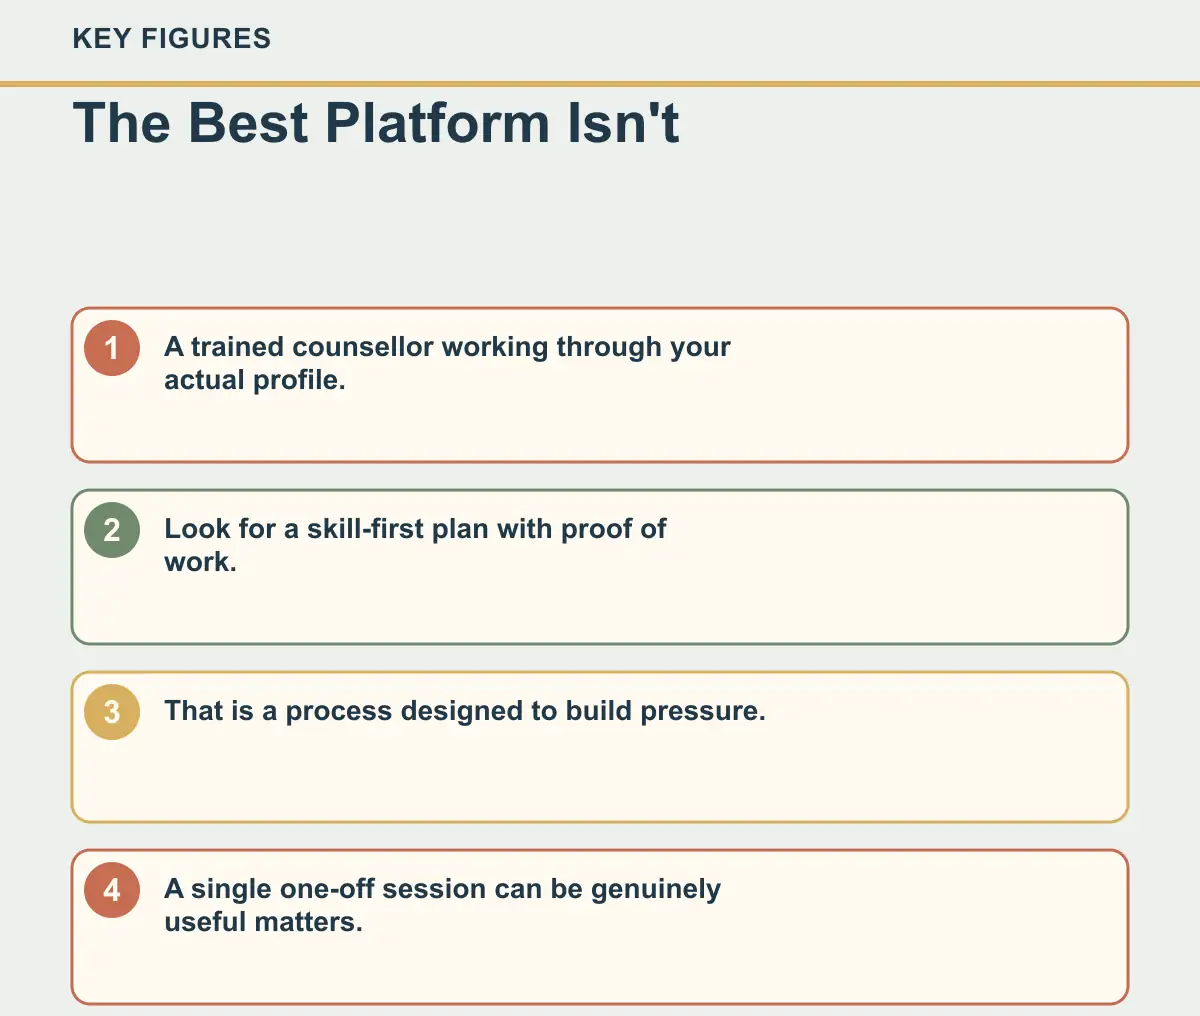 KEY FIGURES
The Best Platform Isn't
1
A trained counsellor working through your
actual profile.
2
Look for a skill-first plan with proof of
work.
3
That is a process designed to build pressure.
4
A single one-off session can be genuinely
useful matters.